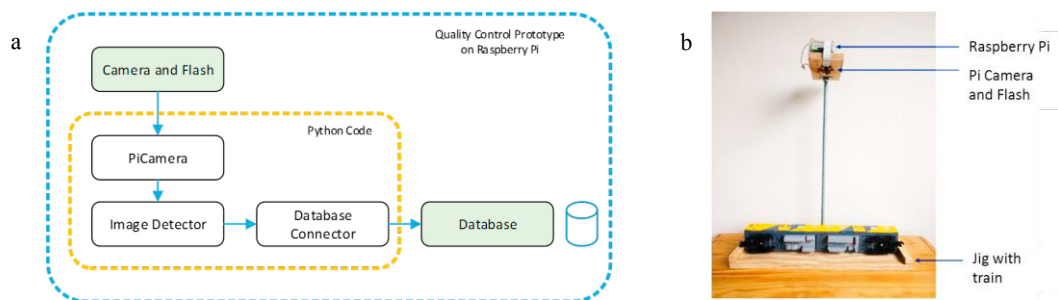 a
Quality Control Prototype
on Raspberry Pi
Camera and Flash
Python Code
PiCamera
Image Detector
Database
Connector
Database
b
Raspberry Pi
Pi Camera
and Flash
Jig with
train